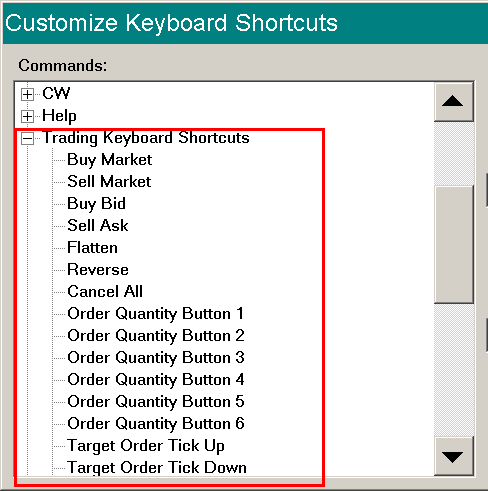 Customize Keyboard Shortcuts
Commands:
CW
Help
Trading Keyboard Shortcuts
Buy Market
Sell Market
Buy Bid
Sell Ask
Flatten
Reverse
Cancel All
Order Quantity Button 1
Order Quantity Button 2
Order Quantity Button 3
Order Quantity Button 4
Order Quantity Button 5
Order Quantity Button 6
Target Order Tick Up
Target Order Tick Down